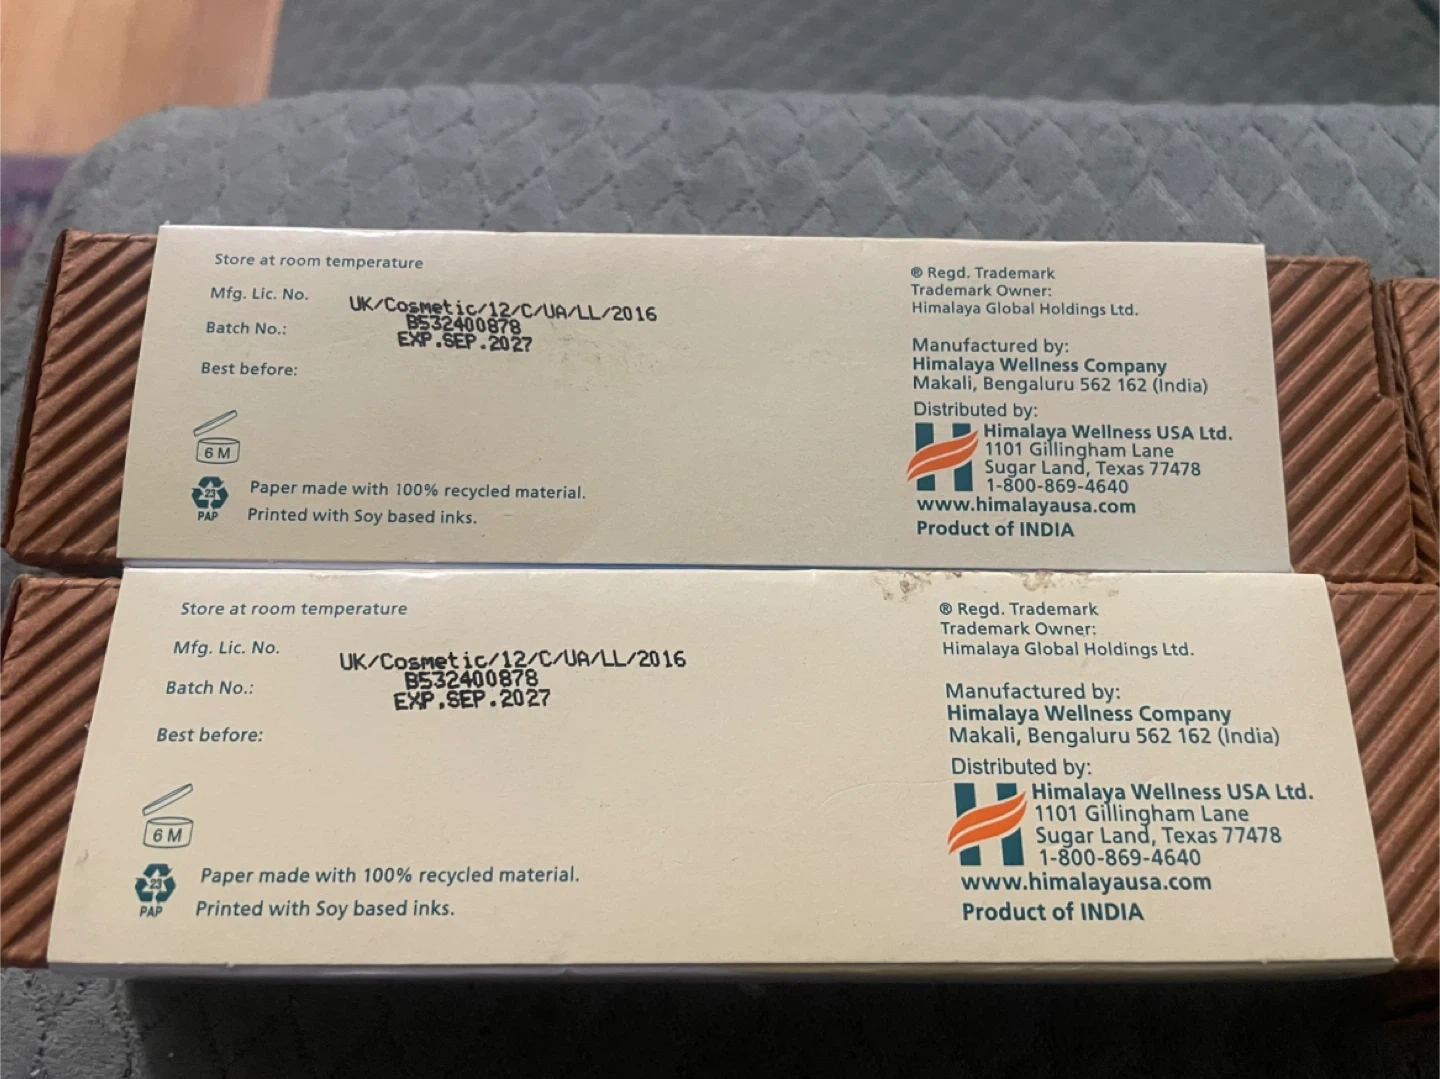 Store at room temperature
Mfg. Lic. No.
UK/Cosmetic/12/C/UA/LL/2016
Batch No.:
B532400878
EXP.SEP.2027
Best before:
6 M
23
PAP
Paper made with 100% recycled material.
Printed with Soy based inks.
® Regd. Trademark
Trademark Owner:
Himalaya Global Holdings Ltd.
Manufactured by:
Himalaya Wellness Company
Makali, Bengaluru 562 162 (India)
Distributed by:
Himalaya Wellness USA Ltd.
1101 Gillingham Lane
Sugar Land, Texas 77478
1-800-869-4640
www.himalayausa.com
Product of INDIA
Store at room temperature
Mfg. Lic. No.
UK/Cosmetic/12/C/UA/LL/2016
Batch No.:
B532400878
EXP.SEP.2027
Best before:
6 M
23
PAP
Paper made with 100% recycled material.
Printed with Soy based inks.
® Regd. Trademark
Trademark Owner:
Himalaya Global Holdings Ltd.
Manufactured by:
Himalaya Wellness Company
Makali, Bengaluru 562 162 (India)
Distributed by:
Himalaya Wellness USA Ltd.
1101 Gillingham Lane
Sugar Land, Texas 77478
1-800-869-4640
www.himalayausa.com
Product of INDIA